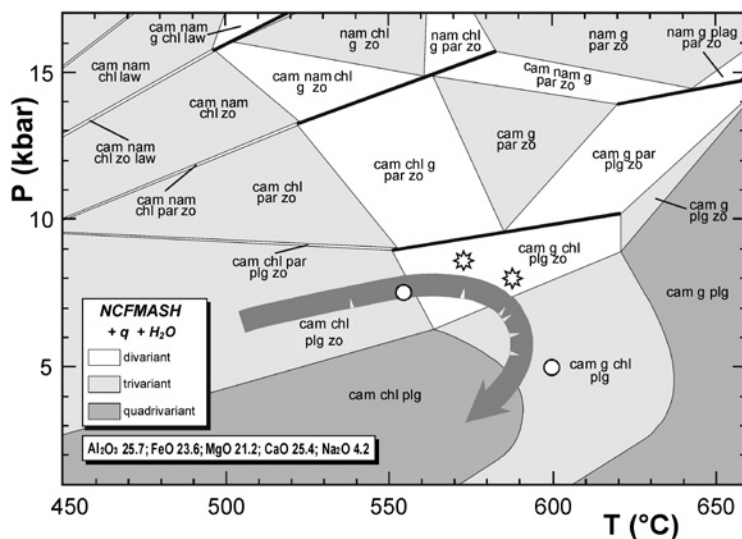 cam nam
g chl law
cam nam
chl law
nam chl
g zo
nam chl
g par zo
nam g
par zo
nam g plag
par zo
cam nam chl
g zo
cam nam g
par zo
cam nam
chl zo
cam nam
chl zo law
cam nam
chl par zo
cam chl g
par zo
cam g
par zo
cam g par
plg zo
cam chl
par zo
cam g
plg zo
cam chl par
plg zo
cam g chl
plg zo
cam g plg
cam chl
plg zo
cam g chl
plg
cam chl plg
NCFMASH
+ q + H₂O
divariant
trivariant
quadrivariant
Al₂O₃ 25.7; FeO 23.6; MgO 21.2; CaO 25.4; Na₂O 4.2
P (kbar)
15
10
5
450
500
550
600
650
T (°C)